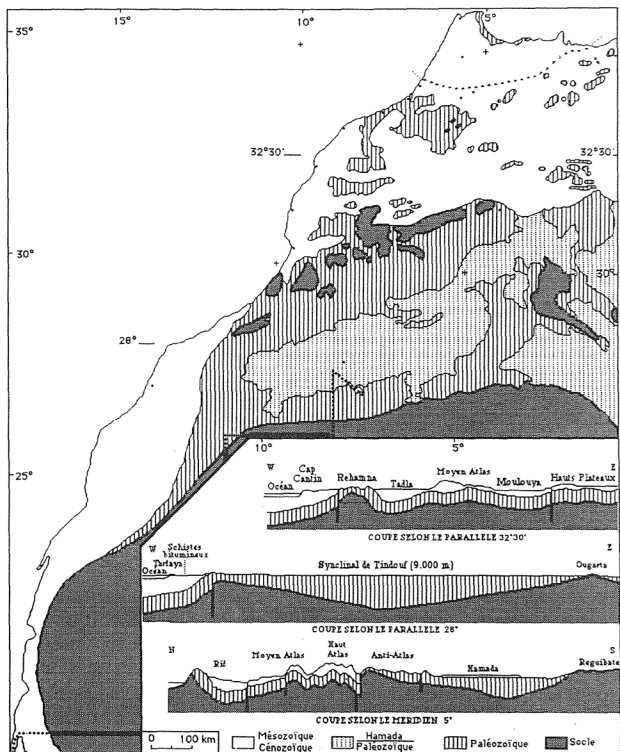 15° 10° 5°
35°
32°30' 32°30'
30° 30°
28°
10° 5°
25°
W Cap Cantin Rehamna Moyen Atlas E
Océan Tadla Moulouya Hauts Plateaux
COUPE SELON LE PARALLELE 32°30'
W Schistes bitumineux E
Tarfaya
Océan Synclinal de Tindouf (9.000 m) Ougarta
COUPE SELON LE PARALLELE 28°
N Rif Moyen Atlas Haut Atlas Anti-Atlas Hamada Reguibate S
COUPE SELON LE MERIDIEN 5°
0 100 km Mésozoïque Cénozoïque Hamada Paléozoïque Paléozoïque Socle